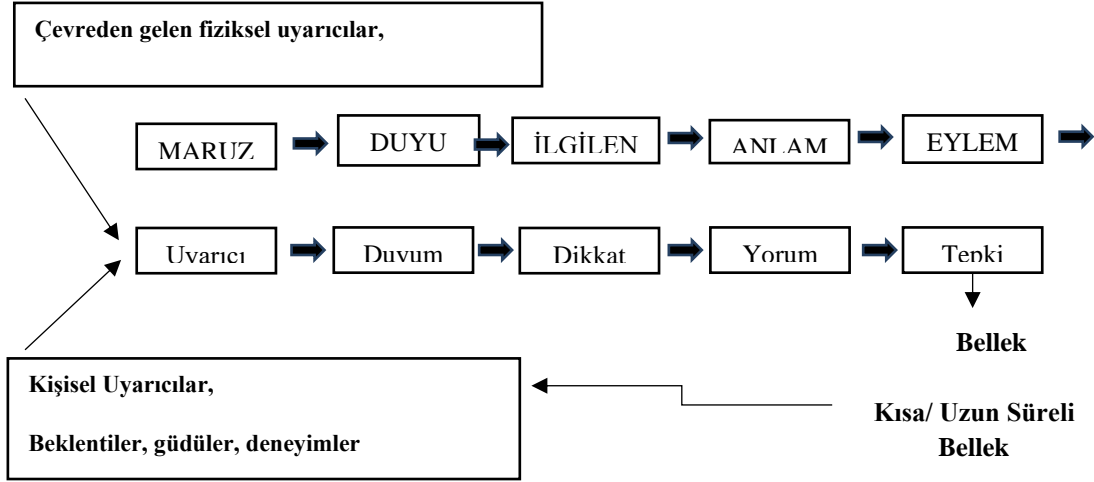 Çevreden gelen fiziksel uyarıcılar,
MARUZ DUYU İLGİLEN ANLAM EYLEM
Uyarıcı Duyum Dikkat Yorum Tepki
Bellek
Kişisel Uyarıcılar,
Beklentiler, güdüler, deneyimler
Kısa/ Uzun Süreli
Bellek